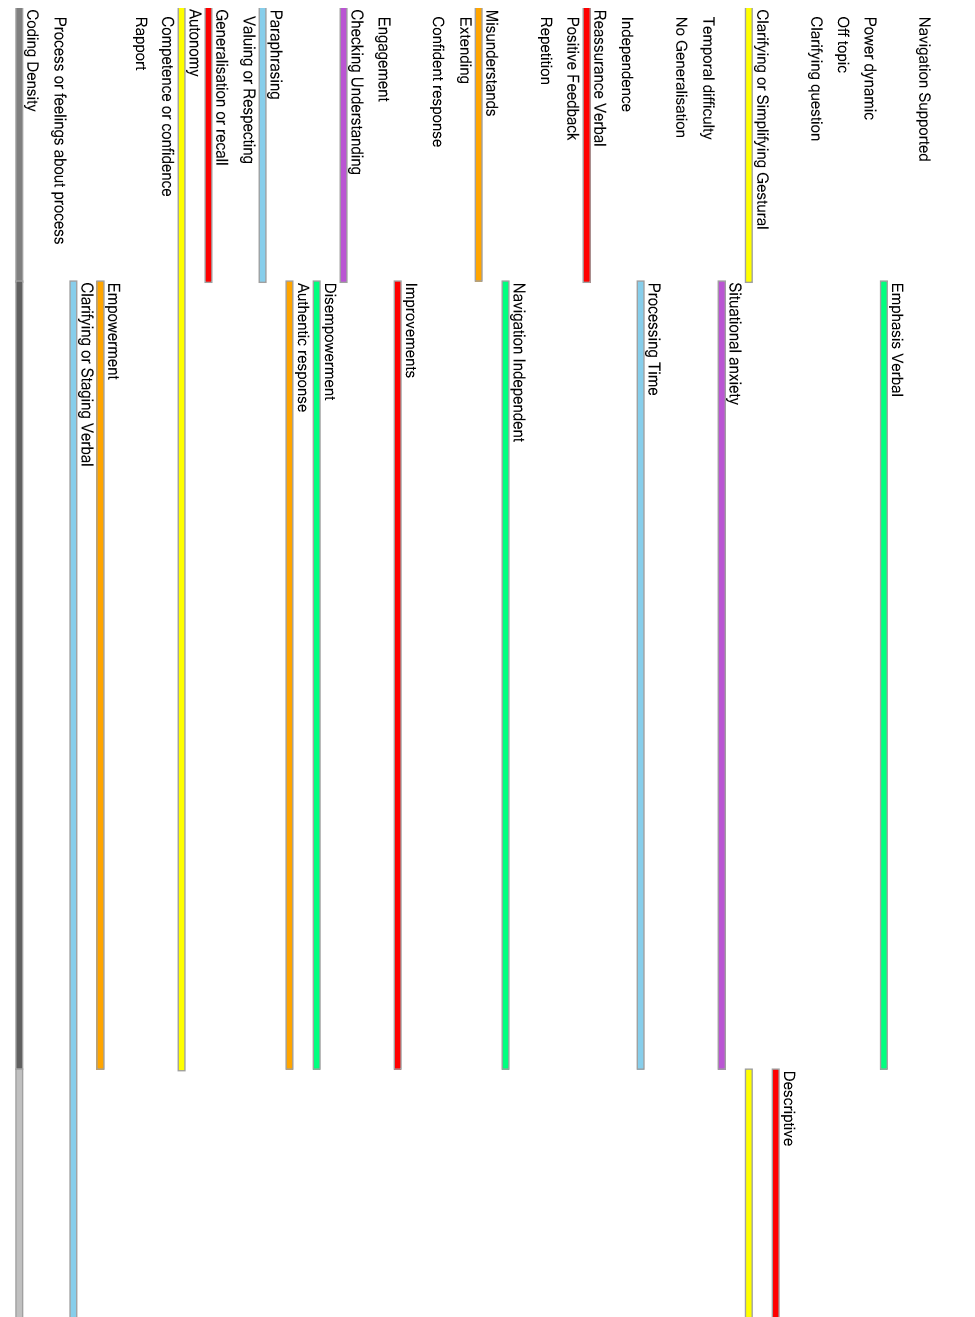 Navigation Supported
Emphasis Verbal
Power dynamic
Off topic
Clarifying question
Descriptive
Clarifying or Simplifying Gestural
Situational anxiety
Temporal difficulty
No Generalisation
Processing Time
Independence
Reassurance Verbal
Positive Feedback
Repetition
Navigation Independent
Misunderstands
Extending
Confident response
Improvements
Engagement
Checking Understanding
Disempowerment
Authentic response
Paraphrasing
Valuing or Respecting
Generalisation or recall
Autonomy
Competence or confidence
Rapport
Empowerment
Clarifying or Staging Verbal
Process or feelings about process
Coding Density